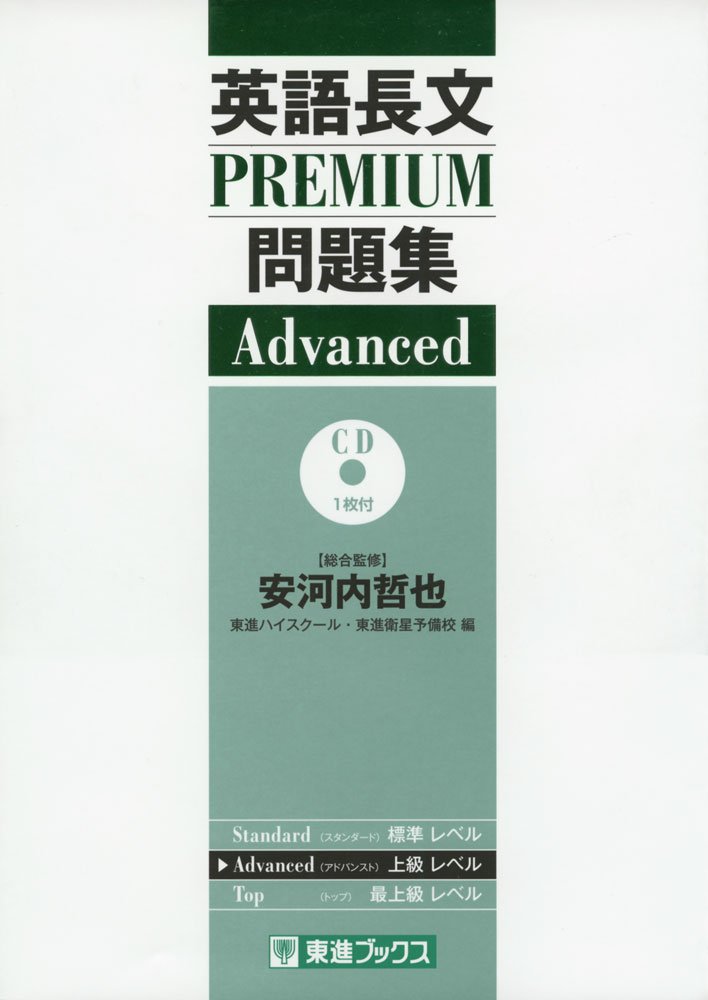 英語長文
PREMIUM
問題集
Advanced
CD
1枚付
【総合監修】
安河内哲也
東進ハイスクール・東進衛星予備校 編
Standard (スタンダード) 標準 レベル
▶Advanced (アドバンスト) 上級 レベル
Top (トップ) 最上級 レベル
東進ブックス